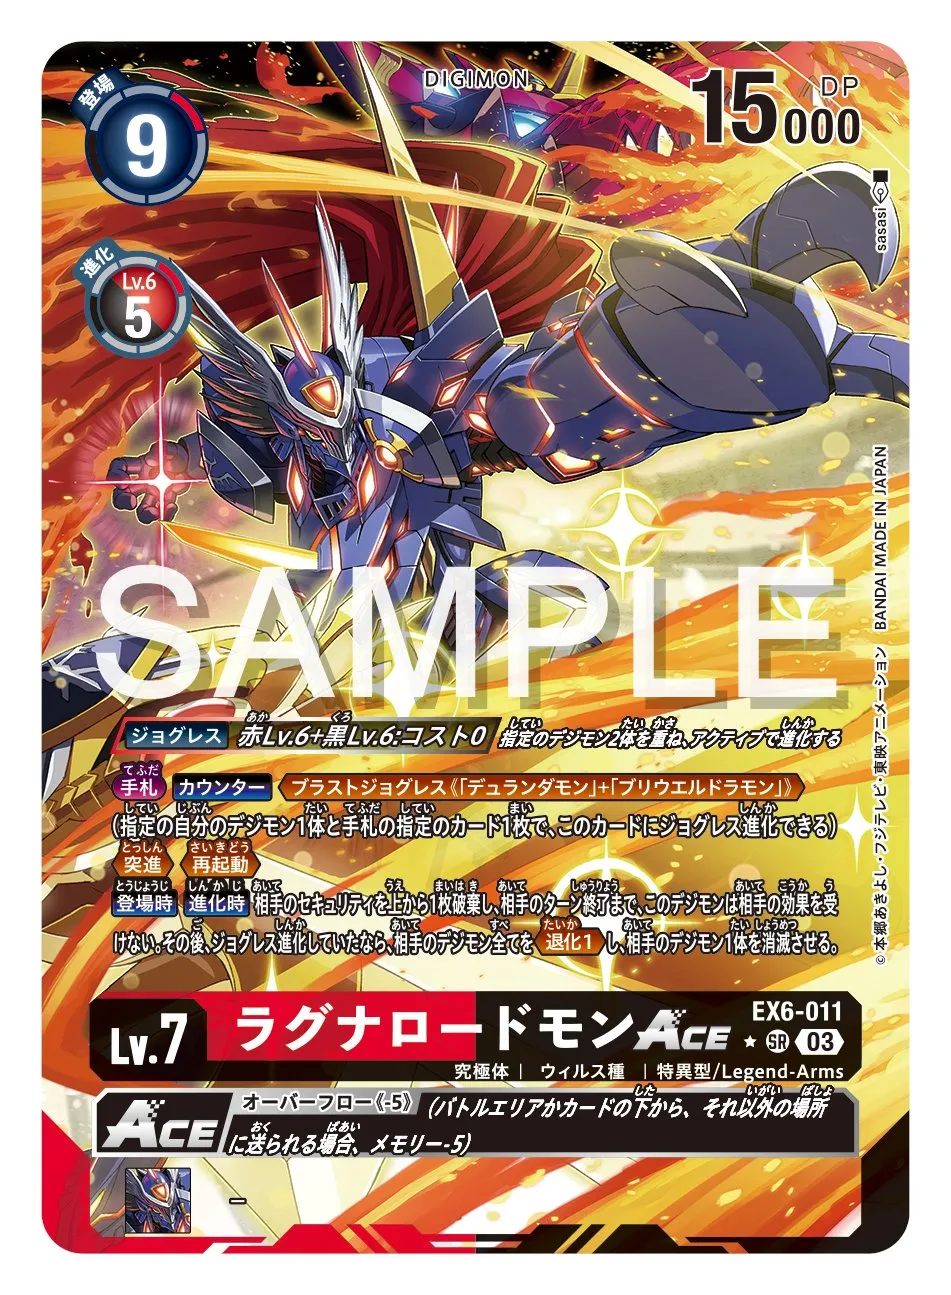 DIGIMON
登場
9
15000
DP
進化
Lv.6
5
sasasi
BANDAI MADE IN JAPAN
©本郷あきよし・フジテレビ・東映アニメーション
SAMPLE
ジョグレス 赤Lv.6+黒Lv.6:コスト0 指定のデジモン2体を重ね、アクティブで進化する
手札 カウンター ブラストジョグレス《「デュランダモン」+「ブリウエルドラモン」》
(指定の自分のデジモン1体と手札の指定のカード1枚で、このカードにジョグレス進化できる)
突進 再起動
登場時 進化時 相手のセキュリティを上から1枚破棄し、相手のターン終了まで、このデジモンは相手の効果を受
けない。その後、ジョグレス進化していたなら、相手のデジモン全てを 退化1 し、相手のデジモン1体を消滅させる。
Lv.7
ラグナロードモンACE
EX6-011
★ SR 03
究極体 | ウィルス種 | 特異型/Legend-Arms
ACE
オーバーフロー《-5》 (バトルエリアかカードの下から、それ以外の場所
に送られる場合、メモリー-5)
–